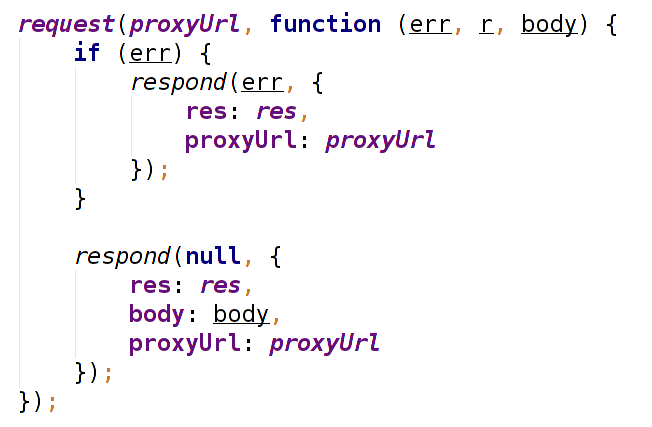 request(proxyUrl, function (err, r, body) {
    if (err) {
        respond(err, {
            res: res,
            proxyUrl: proxyUrl
        });
    }

    respond(null, {
        res: res,
        body: body,
        proxyUrl: proxyUrl
    });
});